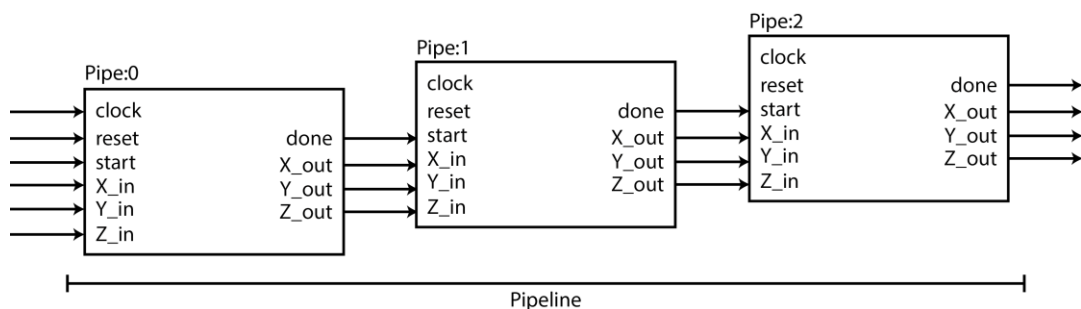 Pipe:0
clock
reset
start
X_in
Y_in
Z_in
done
X_out
Y_out
Z_out
Pipe:1
clock
reset
start
X_in
Y_in
Z_in
done
X_out
Y_out
Z_out
Pipe:2
clock
reset
start
X_in
Y_in
Z_in
done
X_out
Y_out
Z_out
Pipeline